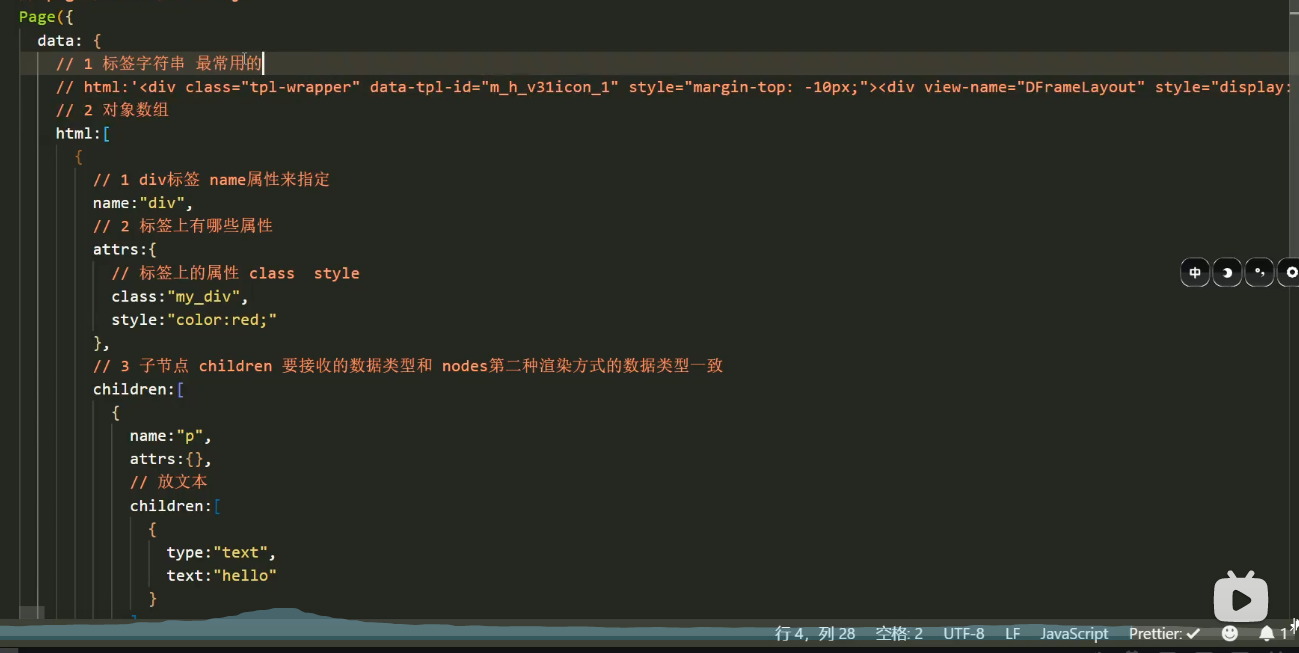 Page({
data: {
// 1 标签字符串 最常用的
// html:'<div class="tpl-wrapper" data-tpl-id="m_h_v31icon_1" style="margin-top: -10px;"><div view-name="DFrameLayout" style="display:
// 2 对象数组
html:[
{
// 1 div标签 name属性来指定
name:"div",
// 2 标签上有哪些属性
attrs:{
// 标签上的属性 class  style
class:"my_div",
style:"color:red;"
},
// 3 子节点 children 要接收的数据类型和 nodes第二种渲染方式的数据类型一致
children:[
{
name:"p",
attrs:{},
// 放文本
children:[
{
type:"text",
text:"hello"
}
中
行 4，列 28 空格: 2 UTF-8 LF JavaScript Prettier: ✓ 1